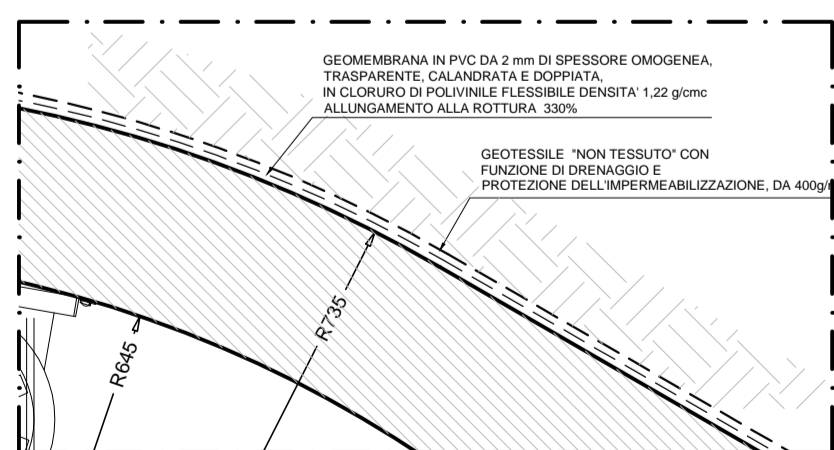 GEOMEMBRANA IN PVC DA 2 mm DI SPESSORE OMOGENEA,
TRASPARENTE, CALANDRATA E DOPPIATA,
IN CLORURO DI POLIVINILE FLESSIBILE DENSITA' 1,22 g/cmc
ALLUNGAMENTO ALLA ROTTURA 330%
GEOTESSILE "NON TESSUTO" CON
FUNZIONE DI DRENAGGIO E
PROTEZIONE DELL'IMPERMEABILIZZAZIONE, DA 400g/
R735
R645